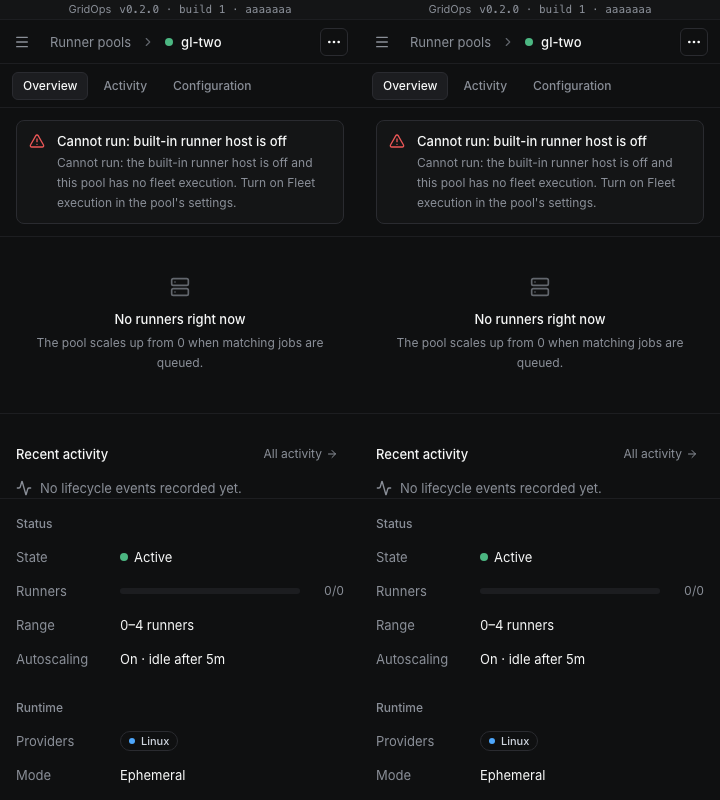 GridOps v0.2.0 · build 1 · aaaaaaa
Runner pools > gl-two ...
Overview Activity Configuration
Cannot run: built-in runner host is off
Cannot run: the built-in runner host is off and
this pool has no fleet execution. Turn on Fleet
execution in the pool's settings.
No runners right now
The pool scales up from 0 when matching jobs are
queued.
Recent activity All activity →
No lifecycle events recorded yet.
Status
State Active
Runners 0/0
Range 0–4 runners
Autoscaling On · idle after 5m
Runtime
Providers Linux
Mode Ephemeral
GridOps v0.2.0 · build 1 · aaaaaaa
Runner pools > gl-two ...
Overview Activity Configuration
Cannot run: built-in runner host is off
Cannot run: the built-in runner host is off and
this pool has no fleet execution. Turn on Fleet
execution in the pool's settings.
No runners right now
The pool scales up from 0 when matching jobs are
queued.
Recent activity All activity →
No lifecycle events recorded yet.
Status
State Active
Runners 0/0
Range 0–4 runners
Autoscaling On · idle after 5m
Runtime
Providers Linux
Mode Ephemeral